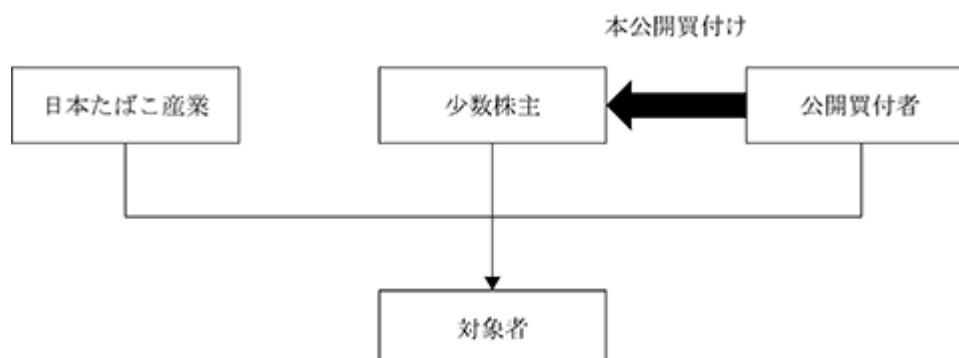 本公開買付け
日本たばこ産業
少数株主
公開買付者
対象者